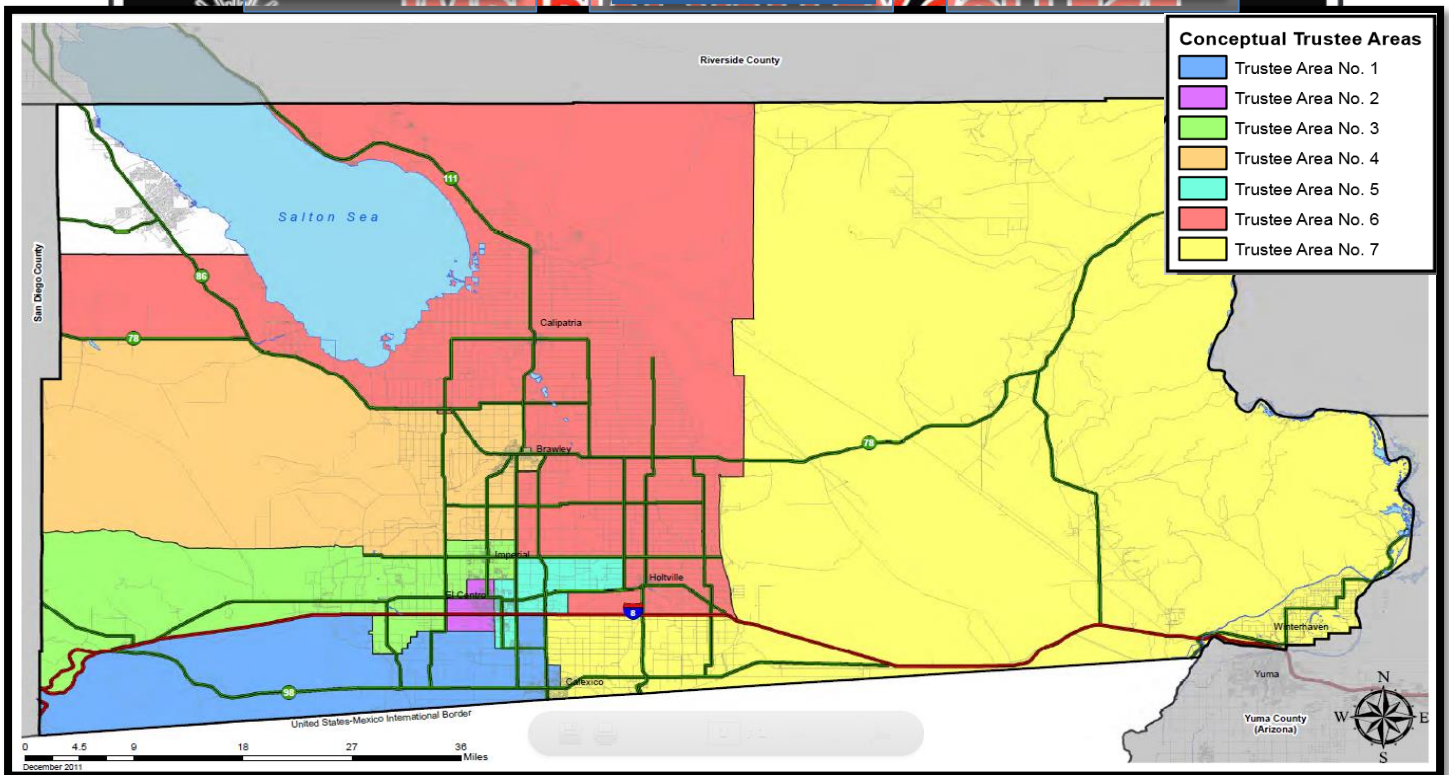 Riverside County
Conceptual Trustee Areas
Trustee Area No. 1
Trustee Area No. 2
Trustee Area No. 3
Trustee Area No. 4
Trustee Area No. 5
Trustee Area No. 6
Trustee Area No. 7
111
Salton Sea
San Diego County
86
78
Calipatria
78
Brawley
Imperial
Holtville
El Centro
8
Winterhaven
Calexico
98
Yuma
N
W
E
S
United States-Mexico International Border
Yuma County
(Arizona)
0 4.5 9 18 27 36
Miles
December 2011